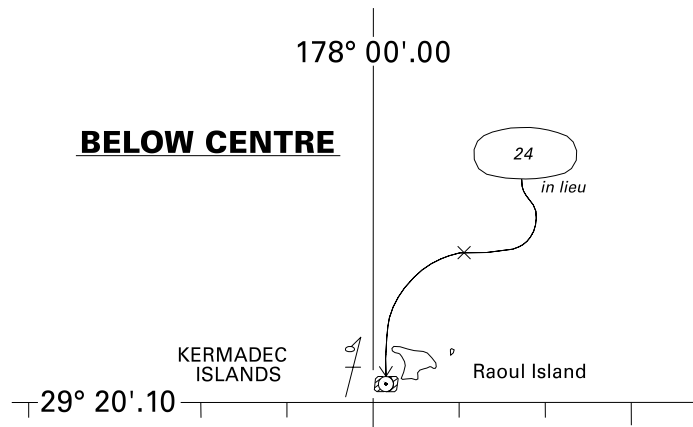 178° 00'.00
BELOW CENTRE
24
in lieu
KERMADEC
ISLANDS
Raoul Island
29° 20'.10